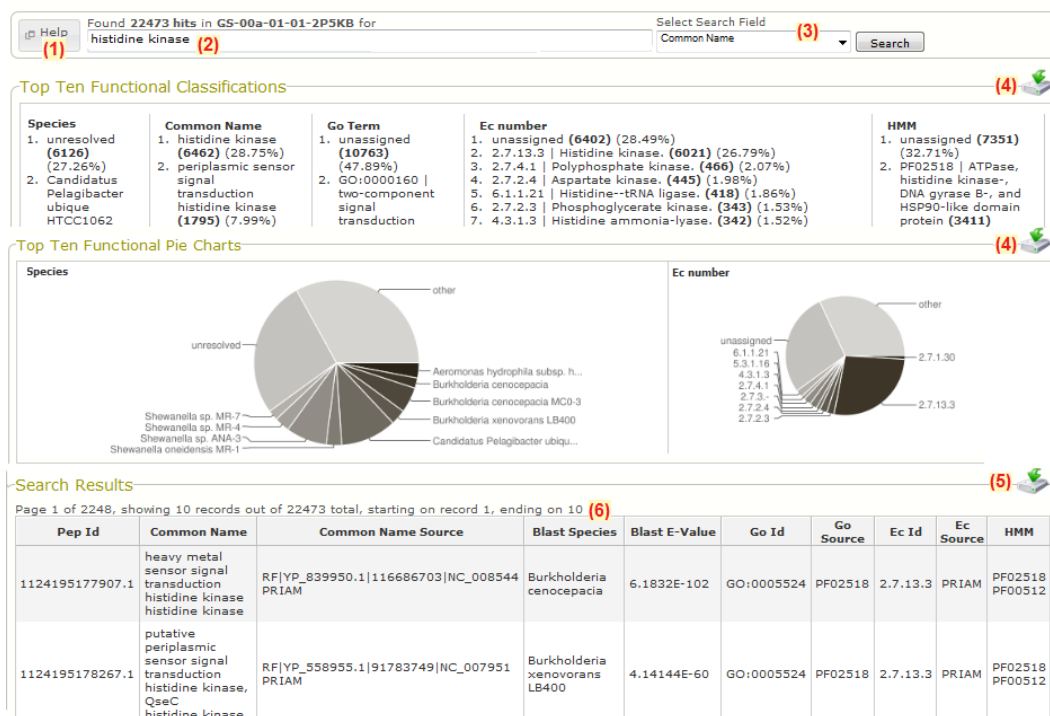 Help
(1)
Found 22473 hits in GS-00a-01-01-2P5KB for
histidine kinase
(2)
Select Search Field
Common Name
(3)
Search
Top Ten Functional Classifications
(4)
Species
1. unresolved
(6126)
(27.26%)
2. Candidatus
Pelagibacter
ubique
HTCC1062
Common Name
1. histidine kinase
(6462) (28.75%)
2. periplasmic sensor
signal
transduction
histidine kinase
(1795) (7.99%)
Go Term
1. unassigned
(10763)
(47.89%)
2. GO:0000160 |
two-component
signal
transduction
Ec number
1. unassigned (6402) (28.49%)
2. 2.7.13.3 | Histidine kinase. (6021) (26.79%)
3. 2.7.4.1 | Polyphosphate kinase. (466) (2.07%)
4. 2.7.2.4 | Aspartate kinase. (445) (1.98%)
5. 6.1.1.21 | Histidine--tRNA ligase. (418) (1.86%)
6. 2.7.2.3 | Phosphoglycerate kinase. (343) (1.53%)
7. 4.3.1.3 | Histidine ammonia-lyase. (342) (1.52%)
HMM
1. unassigned (7351)
(32.71%)
2. PF02518 | ATPase,
histidine kinase-,
DNA gyrase B-, and
HSP90-like domain
protein (3411)
Top Ten Functional Pie Charts
(4)
Species
other
unresolved
Aeromonas hydrophila subsp. h...
Burkholderia cenocepacia
Burkholderia cenocepacia MC0-3
Burkholderia xenovorans LB400
Candidatus Pelagibacter ubiqu...
Shewanella sp. MR-7
Shewanella sp. MR-4
Shewanella sp. ANA-3
Shewanella oneidensis MR-1
Ec number
other
unassigned
6.1.1.21
5.3.1.16
4.3.1.3
2.7.4.1
2.7.3.-
2.7.2.4
2.7.2.3
2.7.1.30
2.7.13.3
Search Results
(5)
Page 1 of 2248, showing 10 records out of 22473 total, starting on record 1, ending on 10 (6)
Pep Id
Common Name
Common Name Source
Blast Species
Blast E-Value
Go Id
Go
Source
Ec Id
Ec
Source
HMM
1124195177907.1
heavy metal
sensor signal
transduction
histidine kinase
histidine kinase
RF|YP_839950.1|116686703|NC_008544
PRIAM
Burkholderia
cenocepacia
6.1832E-102
GO:0005524
PF02518
2.7.13.3
PRIAM
PF02518
PF00512
1124195178267.1
putative
periplasmic
sensor signal
transduction
histidine kinase,
QseC
histidine kinase
RF|YP_558955.1|91783749|NC_007951
PRIAM
Burkholderia
xenovorans
LB400
4.14144E-60
GO:0005524
PF02518
2.7.13.3
PRIAM
PF02518
PF00512